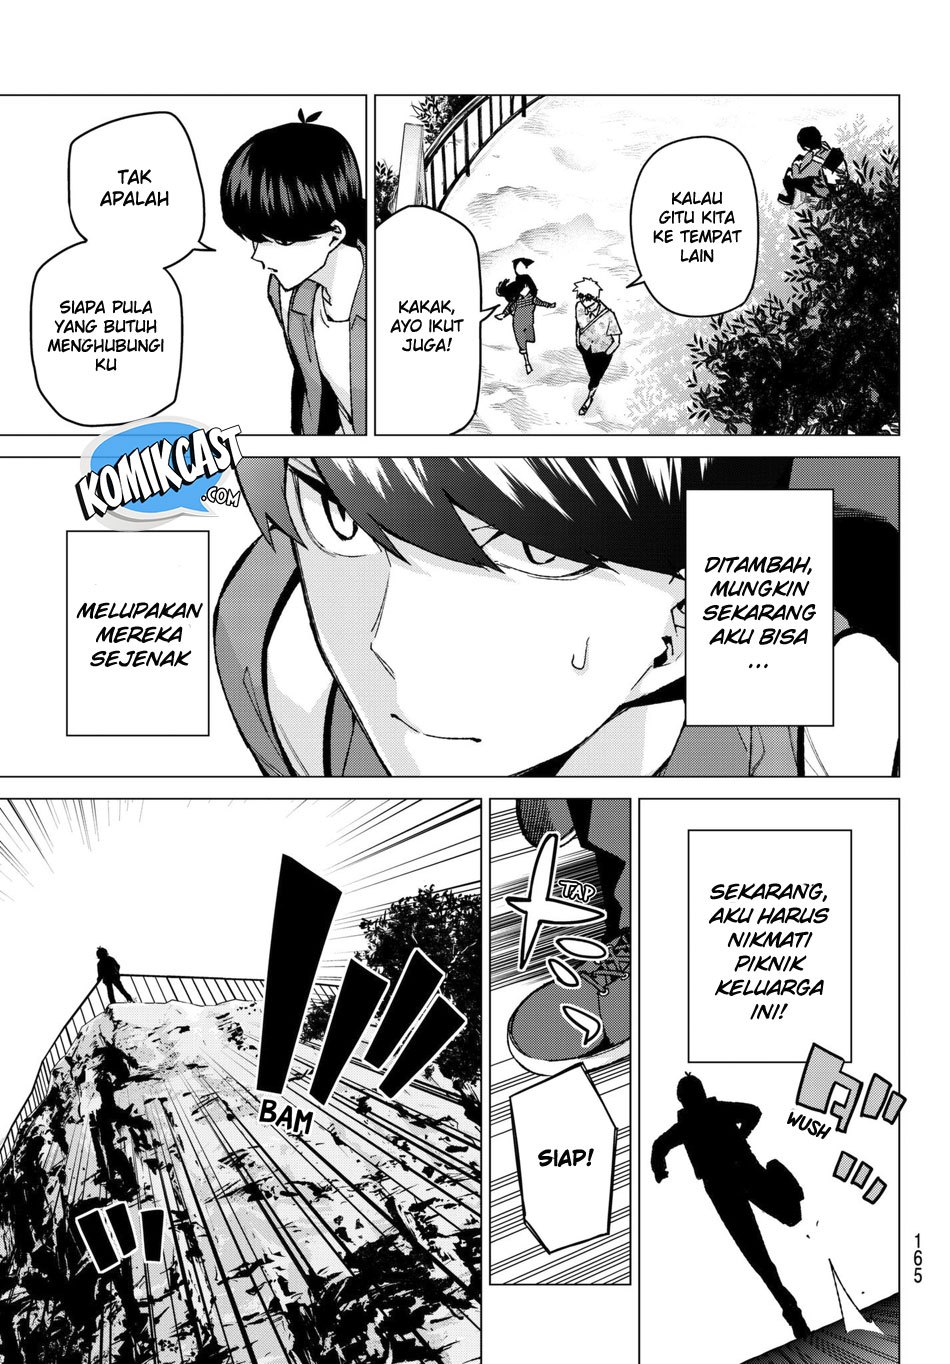 KALAU
GITU KITA
KE TEMPAT
LAIN
KAKAK,
AYO IKUT
JUGA!
TAK
APALAH
SIAPA PULA
YANG BUTUH
MENGHUBUNGI
KU
KOMIKCAST
.COM
DITAMBAH,
MUNGKIN
SEKARANG
AKU BISA
...
MELUPAKAN
MEREKA
SEJENAK
SEKARANG,
AKU HARUS
NIKMATI
PIKNIK
KELUARGA
INI!
WUSH
TAP
SIAP!
BAM
165